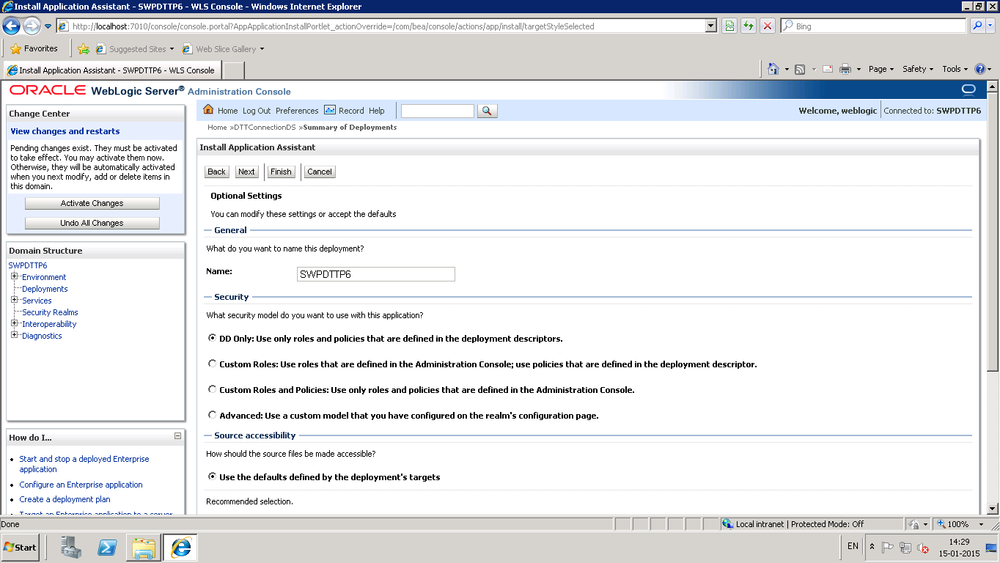 Install Application Assistant - SWPDTTP6 - WLS Console - Windows Internet Explorer
http://localhost:7010/console/console.portal?AppApplicationInstallPortlet_actionOverride=/com/bea/console/actions/app/install/targetStyleSelected
Bing
Favorites
Suggested Sites
Web Slice Gallery
Install Application Assistant - SWPDTTP6 - WLS Console
Page
Safety
Tools
ORACLE WebLogic Server® Administration Console
Change Center
View changes and restarts
Pending changes exist. They must be activated
to take effect. You may activate them now.
Otherwise, they will be automatically activated
when you next modify, add or delete items in
this domain.
Activate Changes
Undo All Changes
Domain Structure
SWPDTTP6
Environment
Deployments
Services
Security Realms
Interoperability
Diagnostics
How do I...
Start and stop a deployed Enterprise
application
Configure an Enterprise application
Create a deployment plan
Target an Enterprise application to a server
Home Log Out Preferences Record Help
Welcome, weblogic Connected to: SWPDTTP6
Home >DTTConnectionDS >Summary of Deployments
Install Application Assistant
Back Next Finish Cancel
Optional Settings
You can modify these settings or accept the defaults
General
What do you want to name this deployment?
Name: SWPDTTP6
Security
What security model do you want to use with this application?
DD Only: Use only roles and policies that are defined in the deployment descriptors.
Custom Roles: Use roles that are defined in the Administration Console; use policies that are defined in the deployment descriptor.
Custom Roles and Policies: Use only roles and policies that are defined in the Administration Console.
Advanced: Use a custom model that you have configured on the realm's configuration page.
Source accessibility
How should the source files be made accessible?
Use the defaults defined by the deployment's targets
Recommended selection.
Done
Local intranet | Protected Mode: Off
100%
Start
EN
14:29
15-01-2015